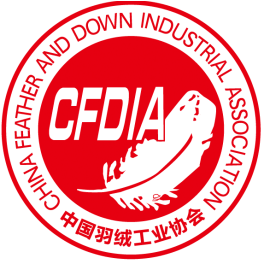 CHINA FEATHER AND DOWN INDUSTRIAL ASSOCIATION
CFDIA
中国羽绒工业协会